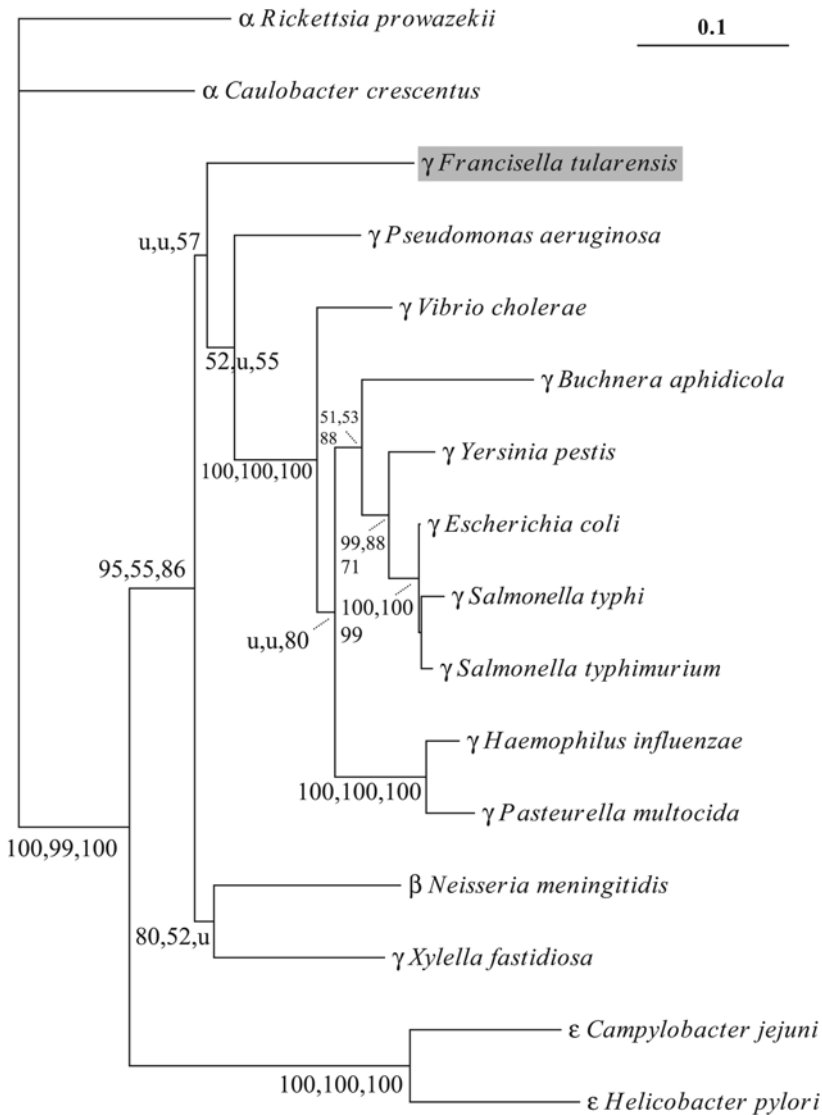 α Rickettsia prowazekii
0.1
α Caulobacter crescentus
γ Francisella tularensis
u,u,57
γ Pseudomonas aeruginosa
γ Vibrio cholerae
52,u,55
γ Buchnera aphidicola
51,53
88
γ Yersinia pestis
100,100,100
γ Escherichia coli
99,88
71
95,55,86
γ Salmonella typhi
100,100
99
u,u,80
γ Salmonella typhimurium
γ Haemophilus influenzae
100,100,100
γ Pasteurella multocida
100,99,100
β Neisseria meningitidis
80,52,u
γ Xylella fastidiosa
ε Campylobacter jejuni
100,100,100
ε Helicobacter pylori